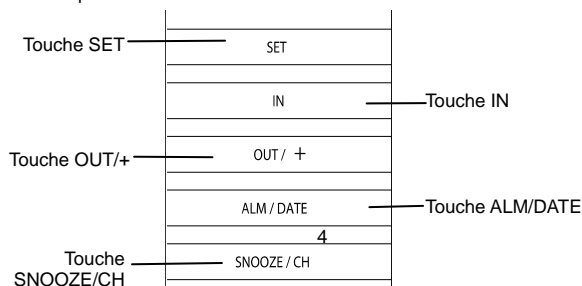 Touche SET
SET
IN
Touche IN
Touche OUT/+
OUT / +
ALM / DATE
Touche ALM/DATE
4
Touche
SNOOZE/CH
SNOOZE / CH